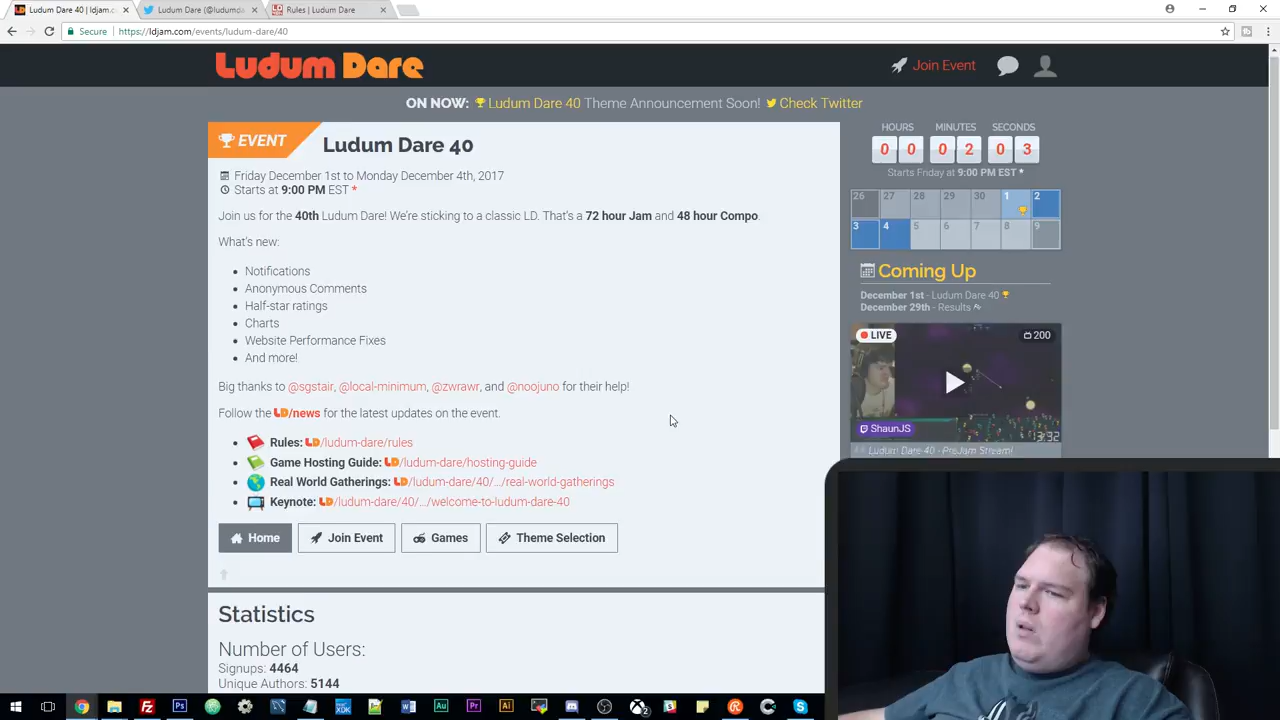 Ludum Dare 40 | ldjam.c
Ludum Dare (@ludumda
Rules | Ludum Dare
Secure
https://ldjam.com/events/ludum-dare/40
Ludum Dare
Join Event
ON NOW: Ludum Dare 40 Theme Announcement Soon! Check Twitter
EVENT
Ludum Dare 40
Friday December 1st to Monday December 4th, 2017
Starts at 9:00 PM EST *
Join us for the 40th Ludum Dare! We're sticking to a classic LD. That's a 72 hour Jam and 48 hour Compo.
What's new:
Notifications
Anonymous Comments
Half-star ratings
Charts
Website Performance Fixes
And more!
Big thanks to @sgstair, @local-minimum, @zwrawr, and @noojuno for their help!
Follow the LD/news for the latest updates on the event.
Rules: LD/ludum-dare/rules
Game Hosting Guide: LD/ludum-dare/hosting-guide
Real World Gatherings: LD/ludum-dare/40/.../real-world-gatherings
Keynote: LD/ludum-dare/40/.../welcome-to-ludum-dare-40
Home
Join Event
Games
Theme Selection
Statistics
Number of Users:
Signups: 4464
Unique Authors: 5144
HOURS MINUTES SECONDS
0 0 0 2 0 3
Starts Friday at 9:00 PM EST *
26 27 28 29 30 1 2
3 4 5 6 7 8 9
Coming Up
December 1st - Ludum Dare 40
December 29th - Results
LIVE
200
ShaunJS
3:32
Ludum Dare 40 - PreJam Stream!